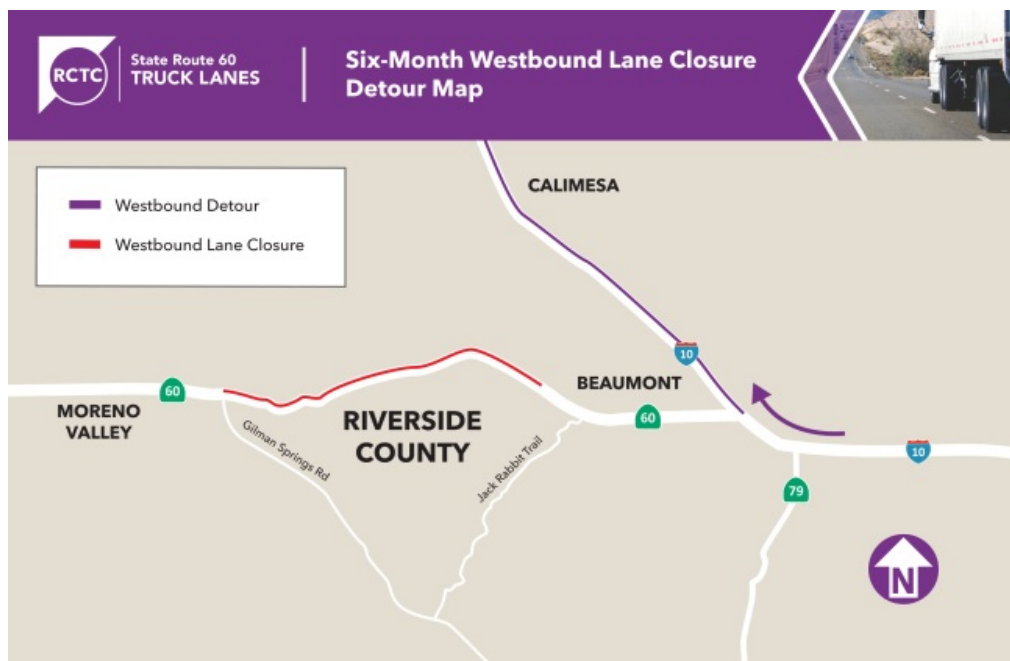 RCTC
State Route 60
TRUCK LANES
Six-Month Westbound Lane Closure
Detour Map
Westbound Detour
Westbound Lane Closure
CALIMESA
10
BEAUMONT
60
MORENO
VALLEY
RIVERSIDE
COUNTY
60
Gilman Springs Rd
Jack Rabbit Trail
10
79
N